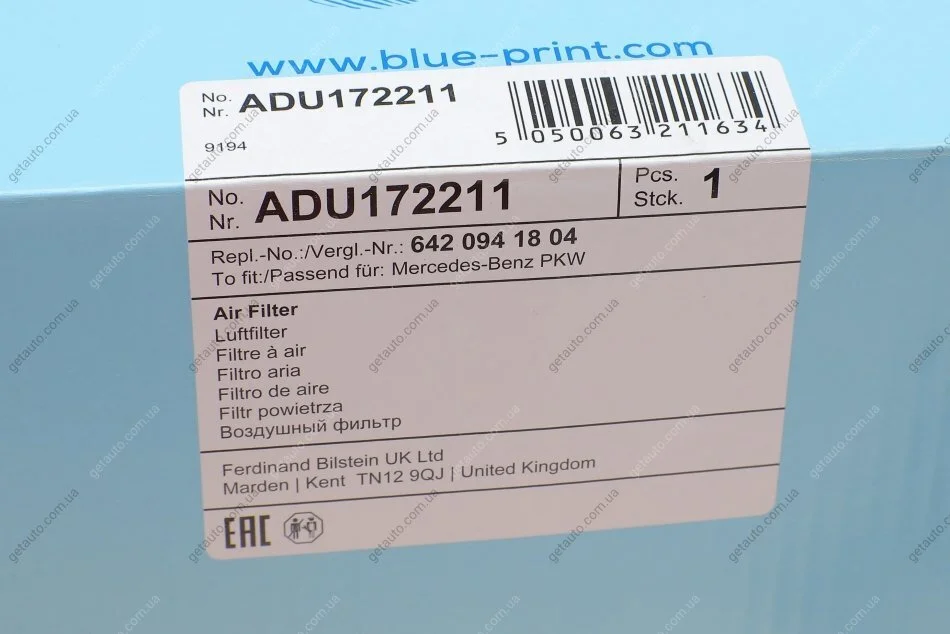 www.blue-print.com
No.
Nr. ADU172211
5 050063 211634
9194
No.
Nr. ADU172211
Pcs.
Stck. 1
Repl.-No.:/Vergl.-Nr.: 642 094 18 04
To fit:/Passend für: Mercedes-Benz PKW
Air Filter
Luftfilter
Filtre à air
Filtro aria
Filtro de aire
Filtr powietrza
Воздушный фильтр
Ferdinand Bilstein UK Ltd
Marden | Kent TN12 9QJ | United Kingdom
EAC
getauto.com.ua